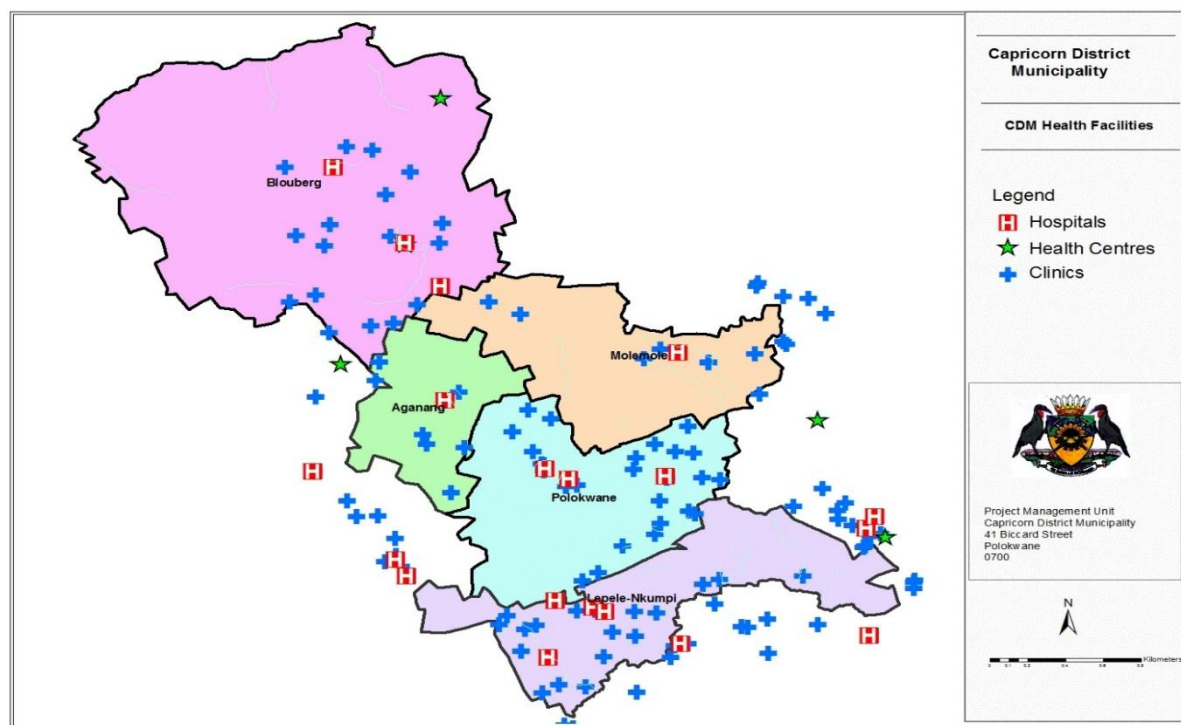 Capricorn District
Municipality
CDM Health Facilities
Legend
H Hospitals
Health Centres
Clinics
Blouberg
Molemole
Aganang
Polokwane
Lepele-Nkumpi
Project Management Unit
Capricorn District Municipality
41 Biccard Street
Polokwane
0700
N
Kilometers